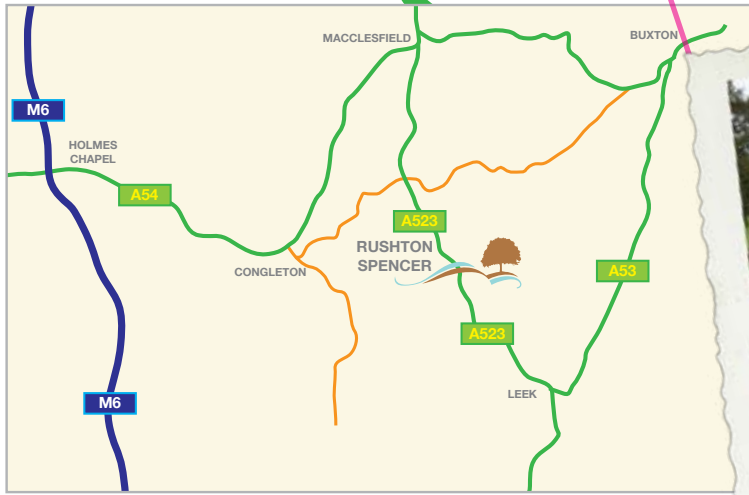 MACCLESFIELD
BUXTON
M6
HOLMES
CHAPEL
A54
A523
RUSHTON
SPENCER
CONGLETON
A53
A523
M6
LEEK